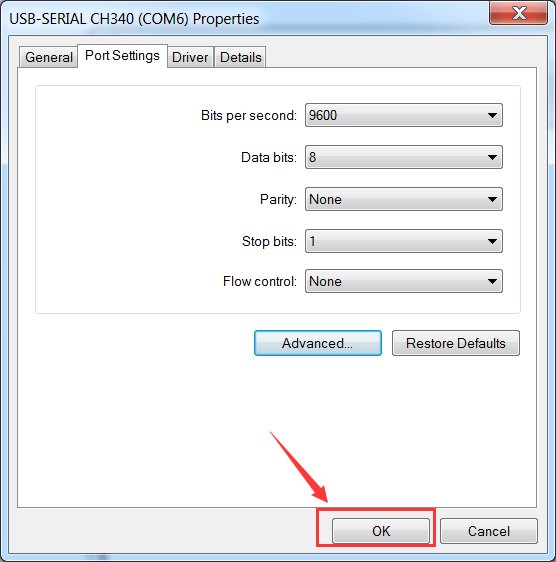 USB-SERIAL CH340 (COM6) Properties
General Port Settings Driver Details
Bits per second: 9600
Data bits: 8
Parity: None
Stop bits: 1
Flow control: None
Advanced... Restore Defaults
OK Cancel